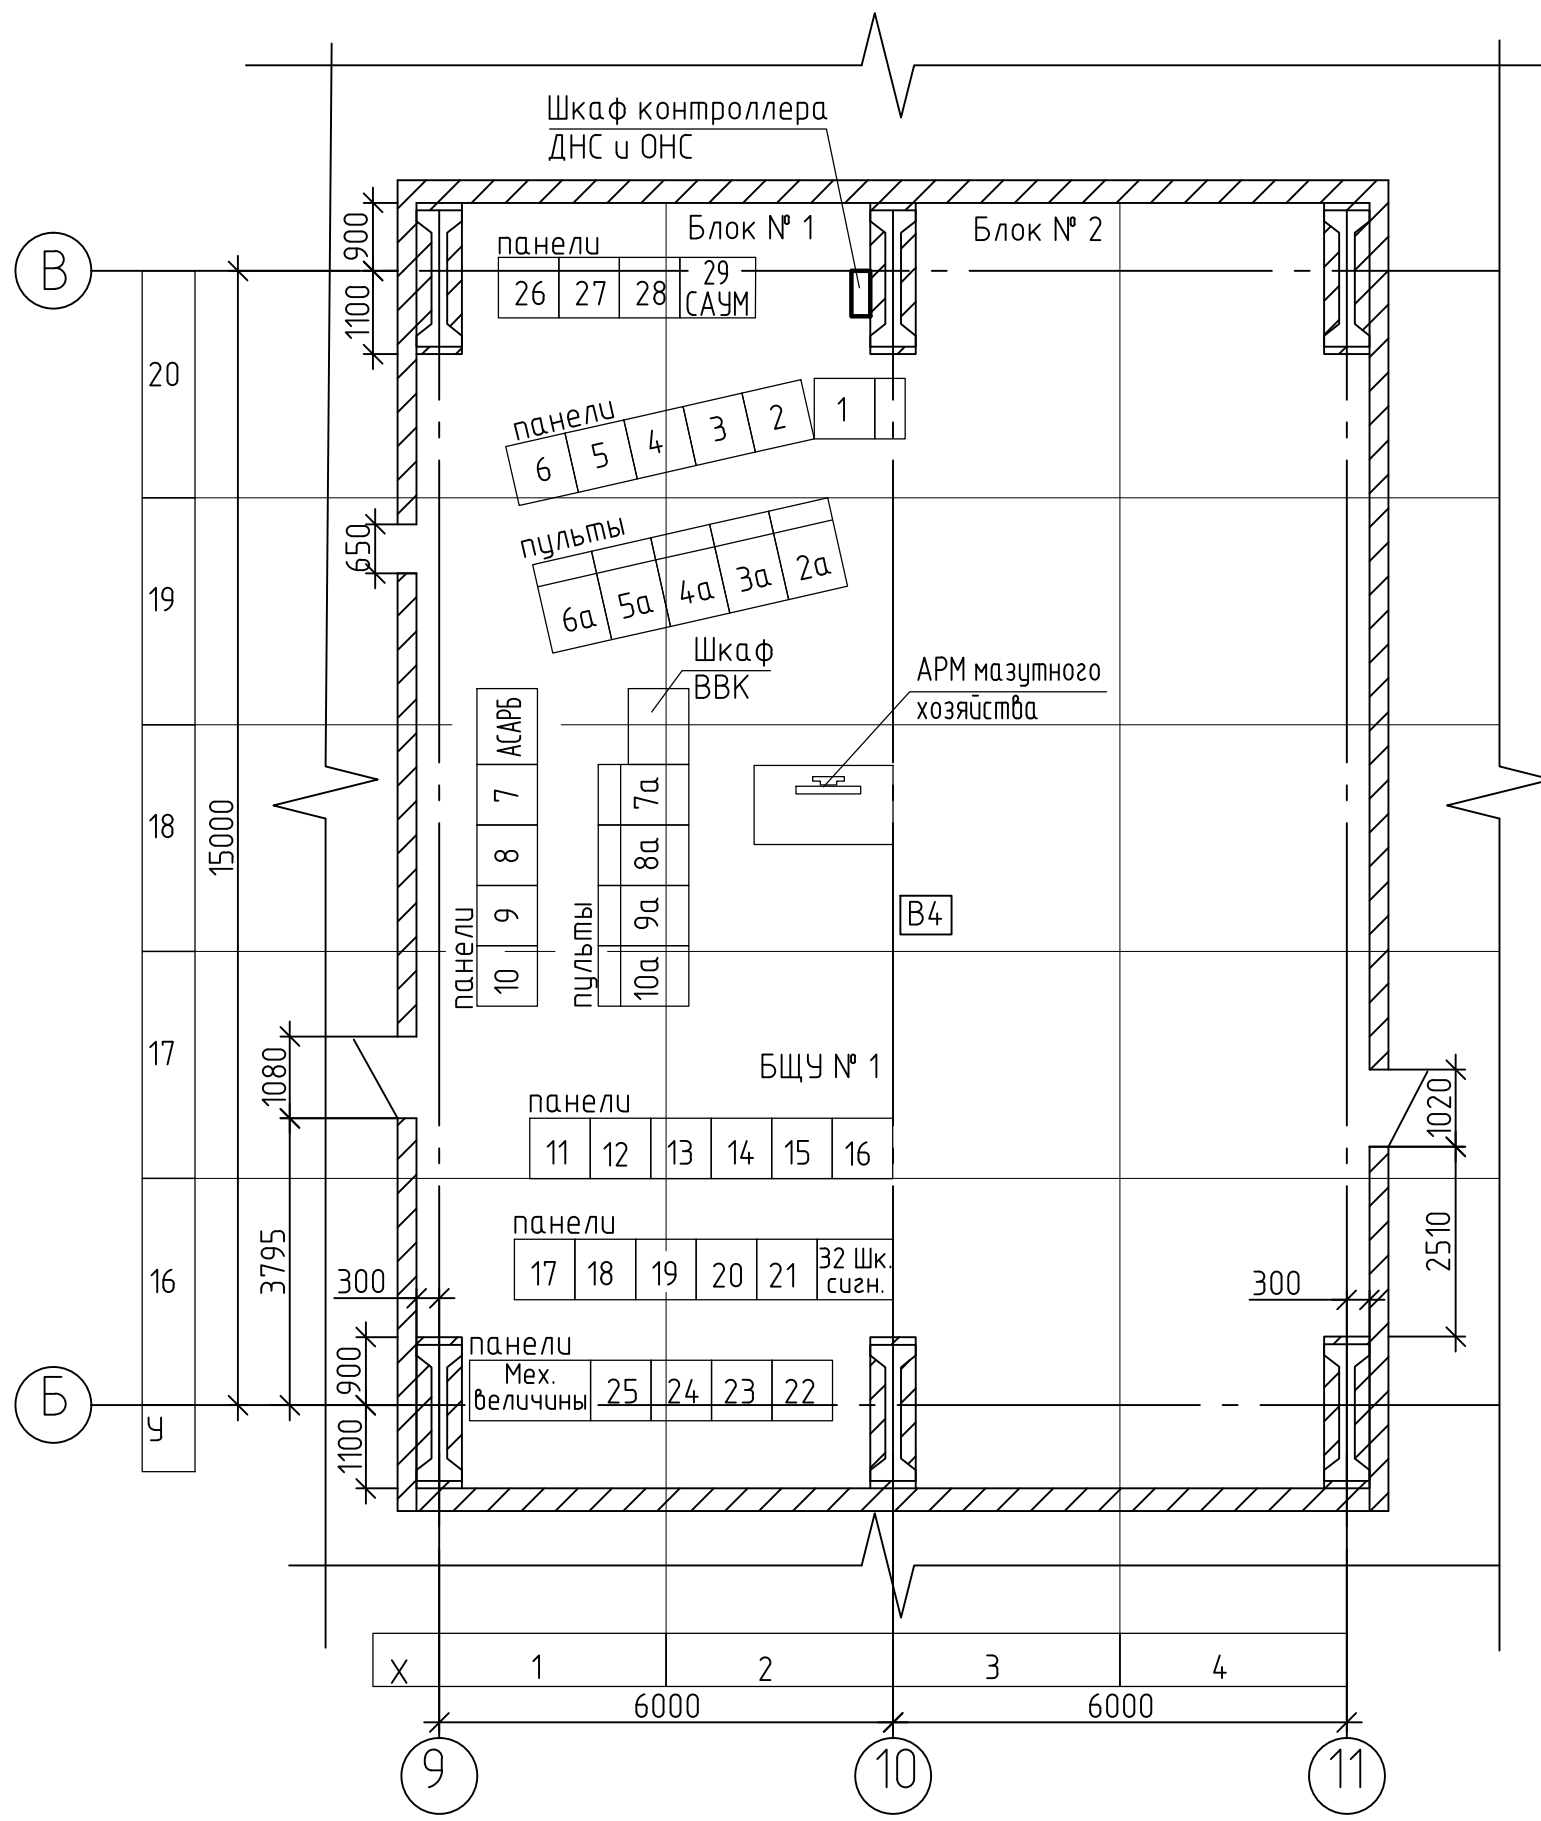 Шкаф контроллера
ДНС и ОНС
Блок № 1
Блок № 2
панели
26
27
28
29
САУМ
В
900
1100
20
панели
6
5
4
3
2
1
650
19
пульты
6а
5а
4а
3а
2а
Шкаф
ВВК
АРМ мазутного
хозяйства
15000
18
панели
АСАРБ
7
8
9
10
пульты
7а
8а
9а
10а
В4
17
1080
БЩУ № 1
1020
панели
11
12
13
14
15
16
3795
2510
16
300
300
панели
17
18
19
20
21
32 Шк.
сигн.
панели
Мех.
величины
25
24
23
22
Б
900
1100
У
Х
1
2
3
4
6000
6000
9
10
11